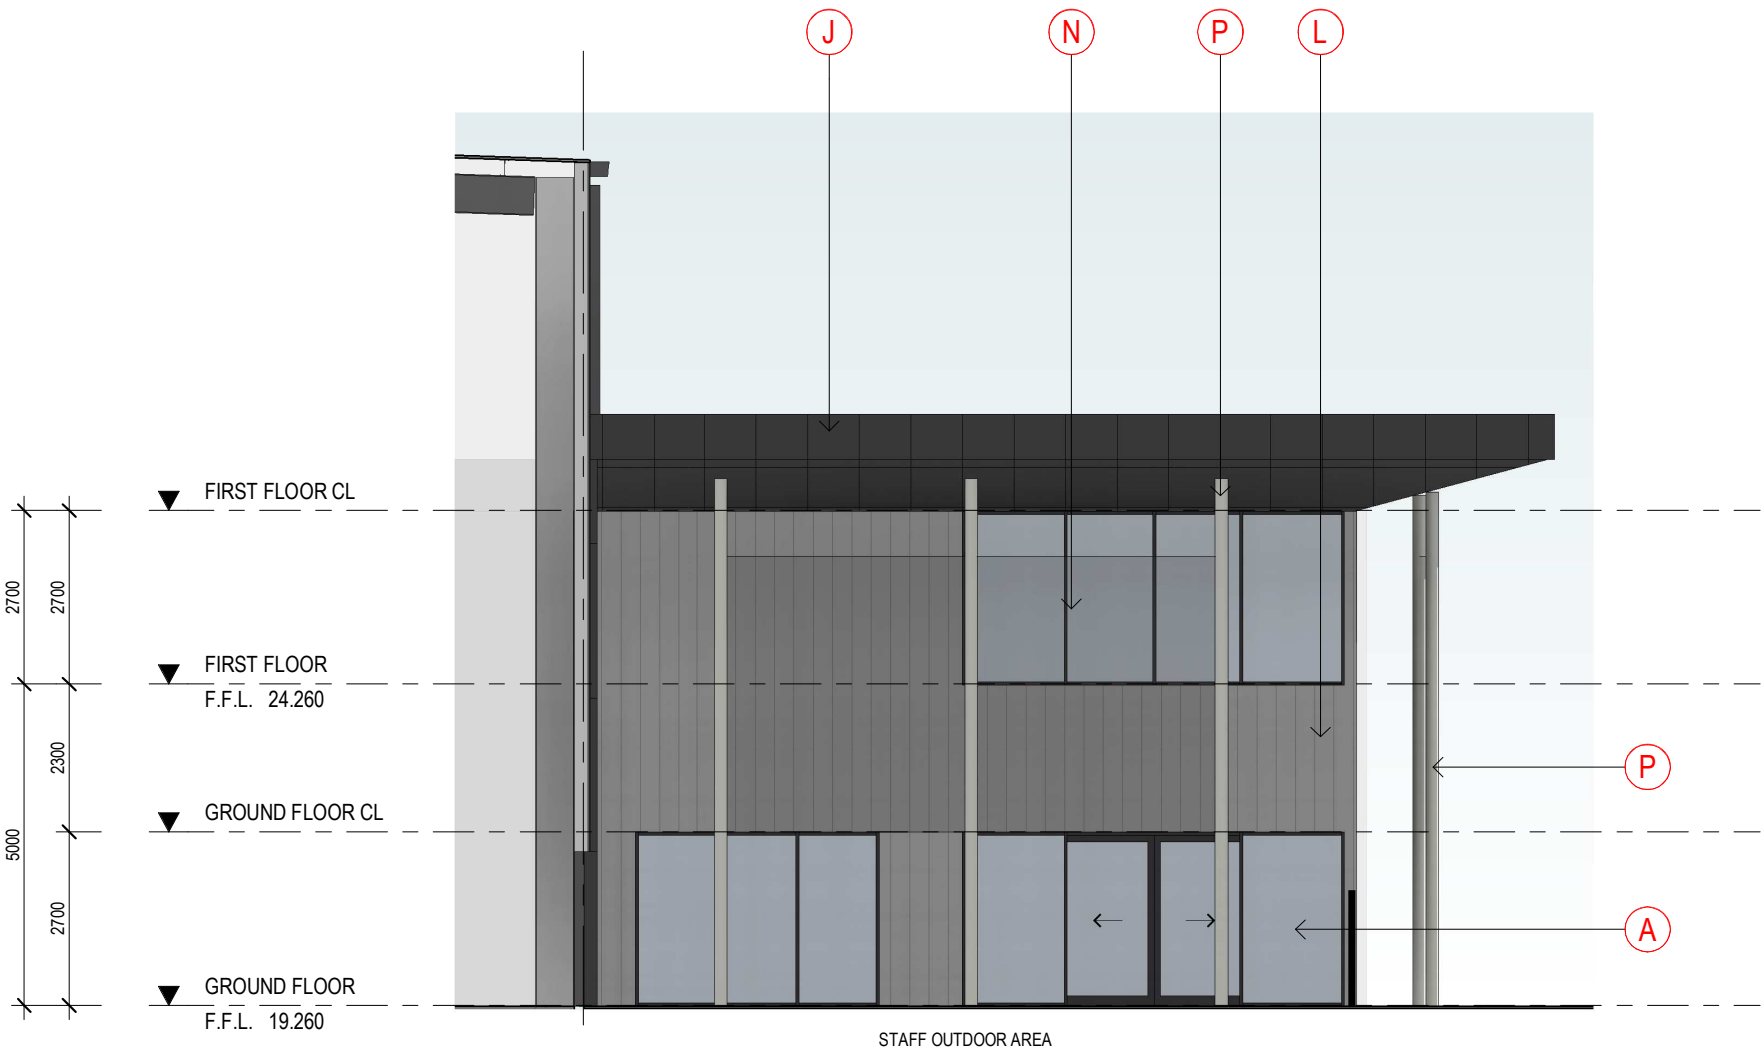 J N P L
FIRST FLOOR CL
2700 2700
FIRST FLOOR
F.F.L. 24.260
2300
P
GROUND FLOOR CL
5000
2700
A
GROUND FLOOR
F.F.L. 19.260
STAFF OUTDOOR AREA